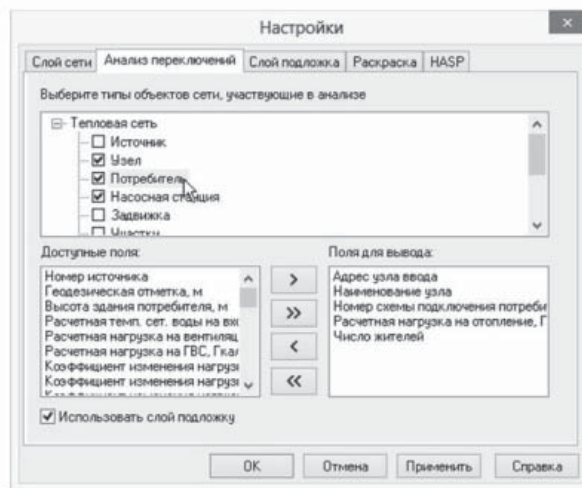 Настройки
Слой сети Анализ переключений Слой подложка Раскраска HASP
Выберите типы объектов сети, участвующие в анализе
Тепловая сеть
Источник
Узел
Потребитель
Насосная станция
Задвижка
Участки
Доступные поля:
Номер источника
Геодезическая отметка, м
Высота здания потребителя, м
Расчетная темп. сет. воды на вхо
Расчетная нагрузка на вентиляц
Расчетная нагрузка на ГВС, Гкал
Коэффициент изменения нагрузк
Коэффициент изменения нагрузк
> >> < <<
Поля для вывода:
Адрес узла ввода
Наименование узла
Номер схемы подключения потреби
Расчетная нагрузка на отопление, Г
Число жителей
Использовать слой подложку
ОК Отмена Применить Справка